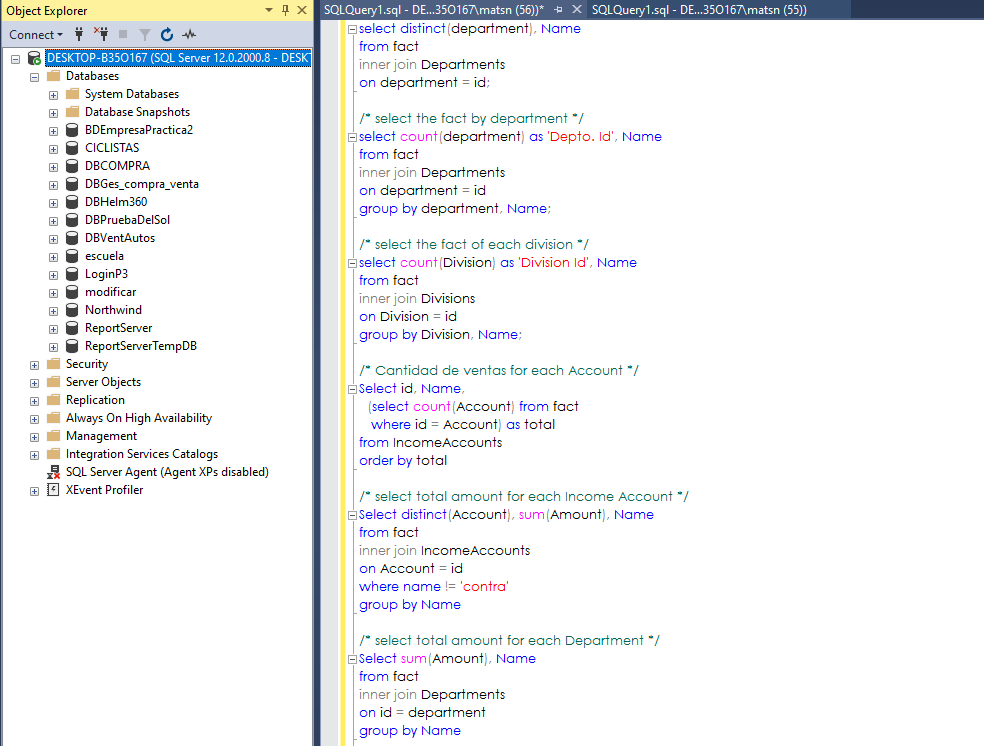 Object Explorer
Connect
DESKTOP-B35O167 (SQL Server 12.0.2000.8 - DESK
Databases
System Databases
Database Snapshots
BDEmpresaPractica2
CICLISTAS
DBCOMPRA
DBGes_compra_venta
DBHelm360
DBPruebaDelSol
DBVentAutos
escuela
LoginP3
modificar
Northwind
ReportServer
ReportServerTempDB
Security
Server Objects
Replication
Always On High Availability
Management
Integration Services Catalogs
SQL Server Agent (Agent XPs disabled)
XEvent Profiler
SQLQuery1.sql - DE...35O167\matsn (56))*
SQLQuery1.sql - DE...35O167\matsn (55))
select distinct(department), Name
from fact
inner join Departments
on department = id;
/* select the fact by department */
select count(department) as 'Depto. Id', Name
from fact
inner join Departments
on department = id
group by department, Name;
/* select the fact of each division */
select count(Division) as 'Division Id', Name
from fact
inner join Divisions
on Division = id
group by Division, Name;
/* Cantidad de ventas for each Account */
Select id, Name,
(select count(Account) from fact
where id = Account) as total
from IncomeAccounts
order by total
/* select total amount for each Income Account */
Select distinct(Account), sum(Amount), Name
from fact
inner join IncomeAccounts
on Account = id
where name != 'contra'
group by Name
/* select total amount for each Department */
Select sum(Amount), Name
from fact
inner join Departments
on id = department
group by Name